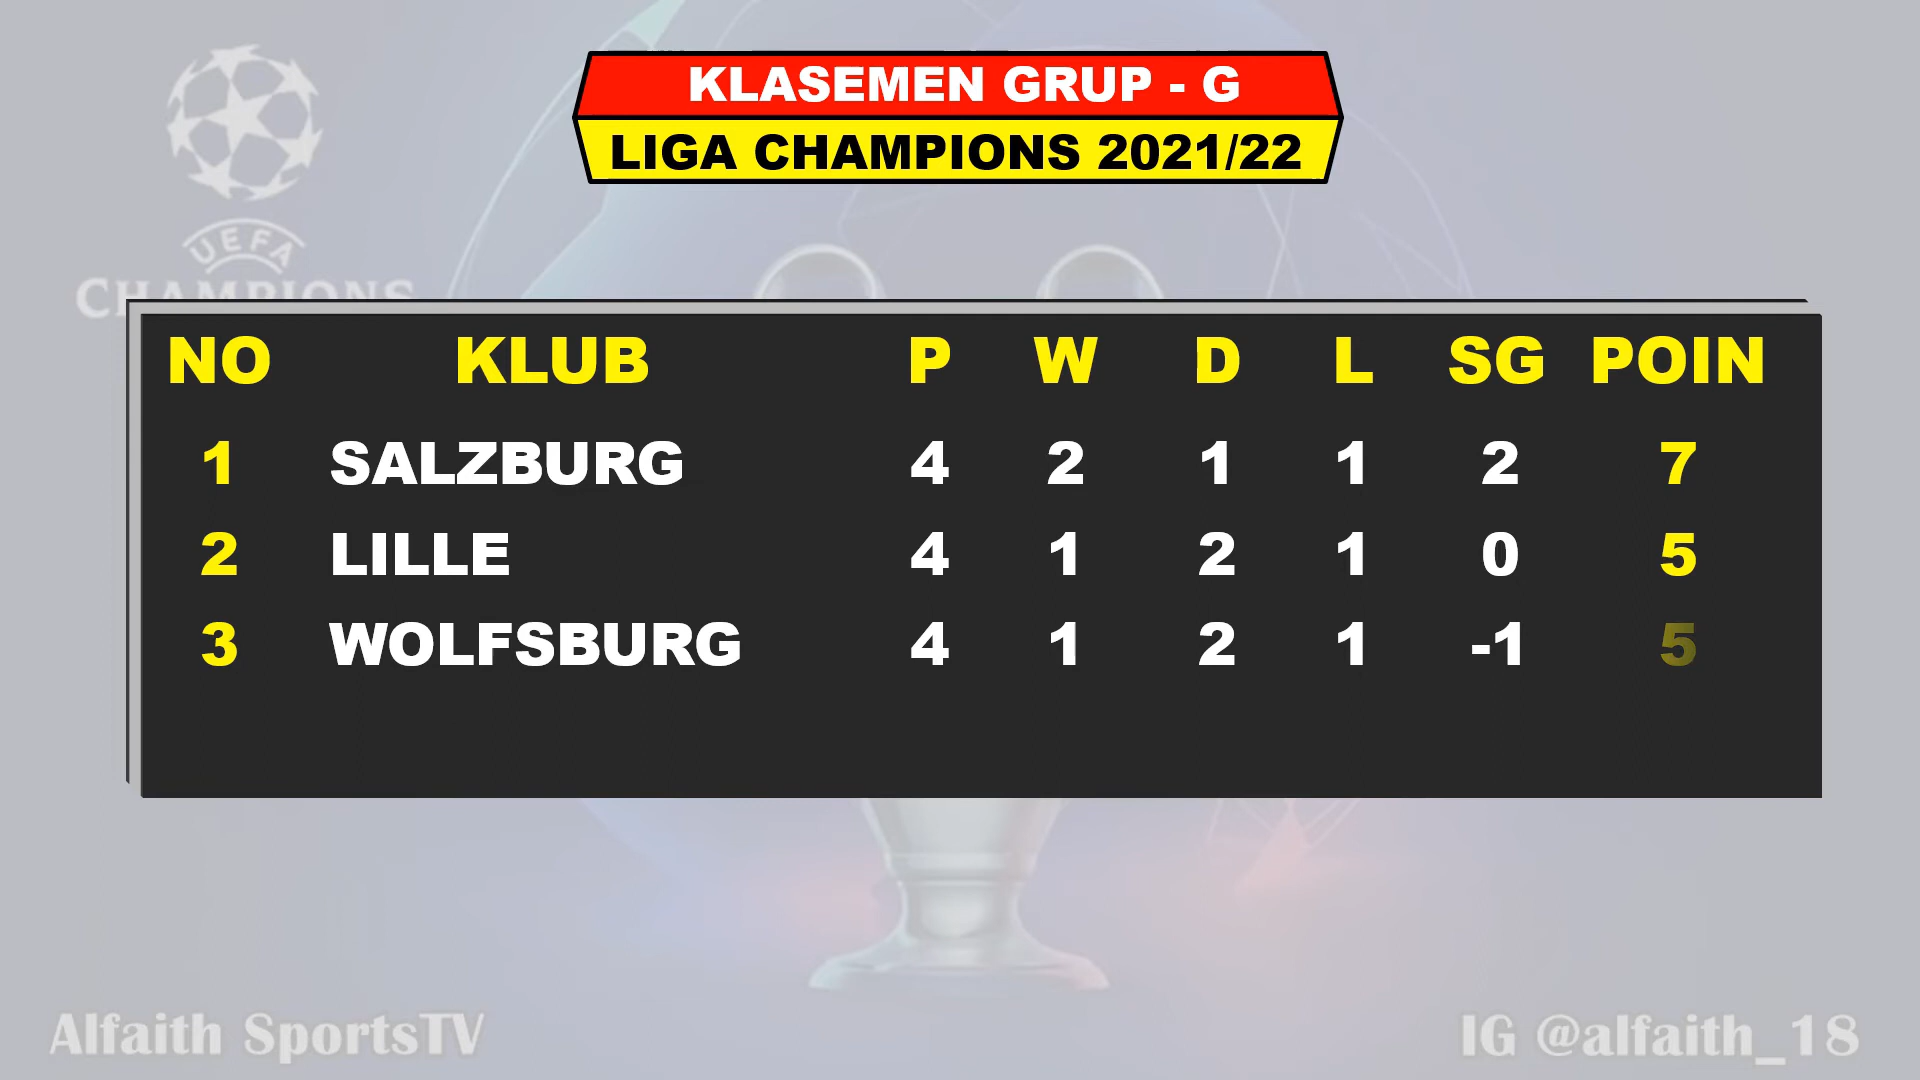 KLASEMEN GRUP - G
LIGA CHAMPIONS 2021/22
UEFA
CHAMPIONS
NO KLUB P W D L SG POIN
1 SALZBURG 4 2 1 1 2 7
2 LILLE 4 1 2 1 0 5
3 WOLFSBURG 4 1 2 1 -1 5
Alfaith SportsTV
IG @alfaith_18